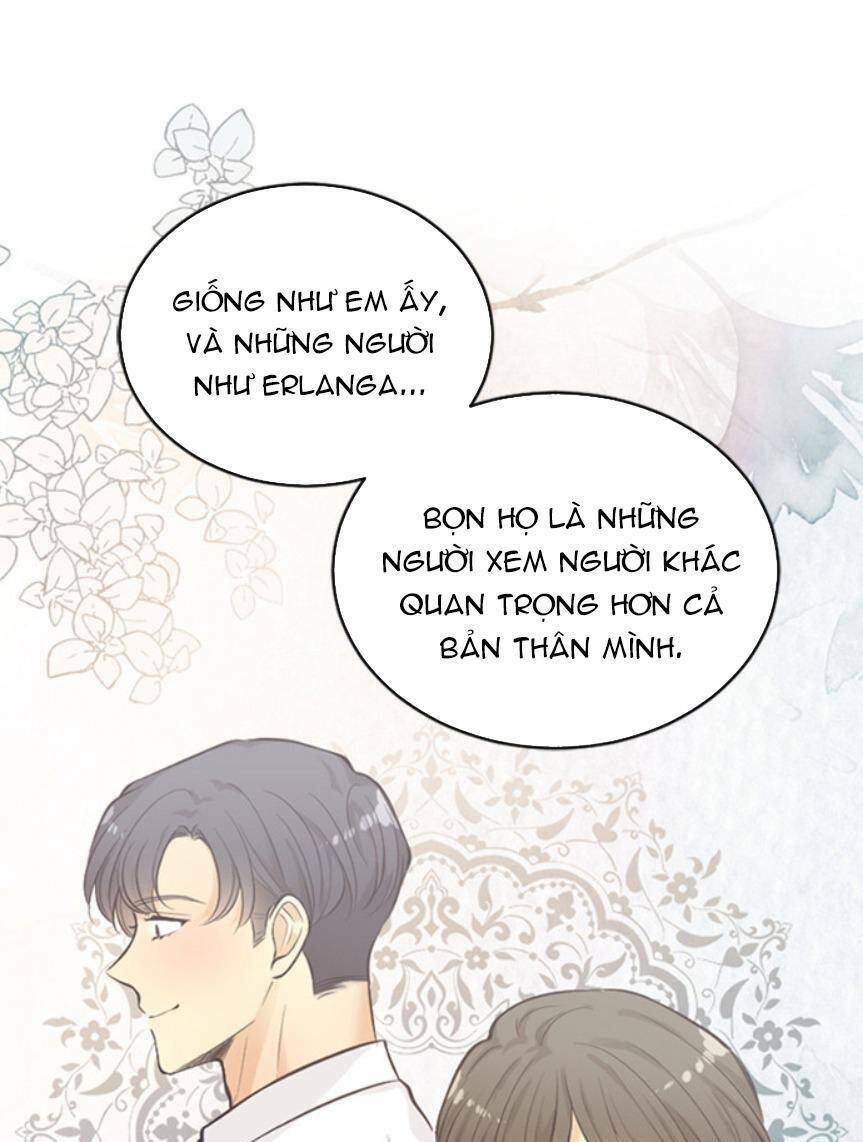 GIỐNG NHƯ EM ẤY,
VÀ NHỮNG NGƯỜI
NHƯ ERLANGA...
BỌN HỌ LÀ NHỮNG
NGƯỜI XEM NGƯỜI KHÁC
QUAN TRỌNG HƠN CẢ
BẢN THÂN MÌNH.